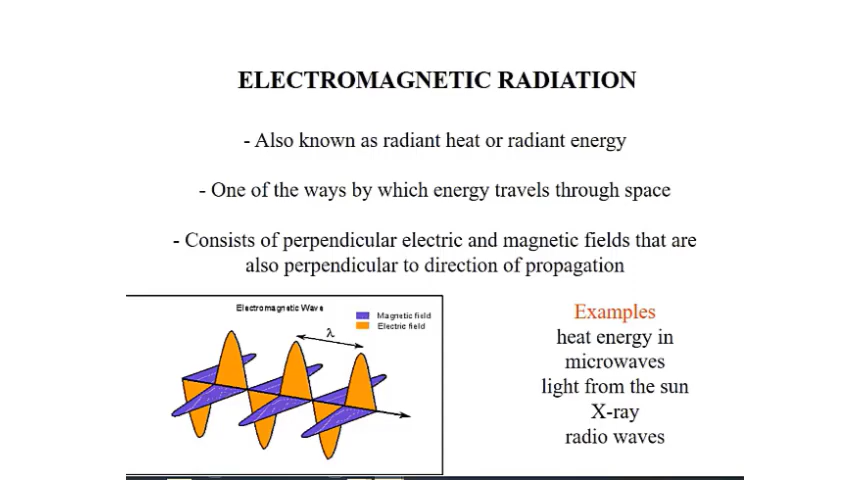 ELECTROMAGNETIC RADIATION
- Also known as radiant heat or radiant energy
- One of the ways by which energy travels through space
- Consists of perpendicular electric and magnetic fields that are
also perpendicular to direction of propagation
Electromagnetic Wave
Magnetic field
Electric field
λ
Examples
heat energy in
microwaves
light from the sun
X-ray
radio waves